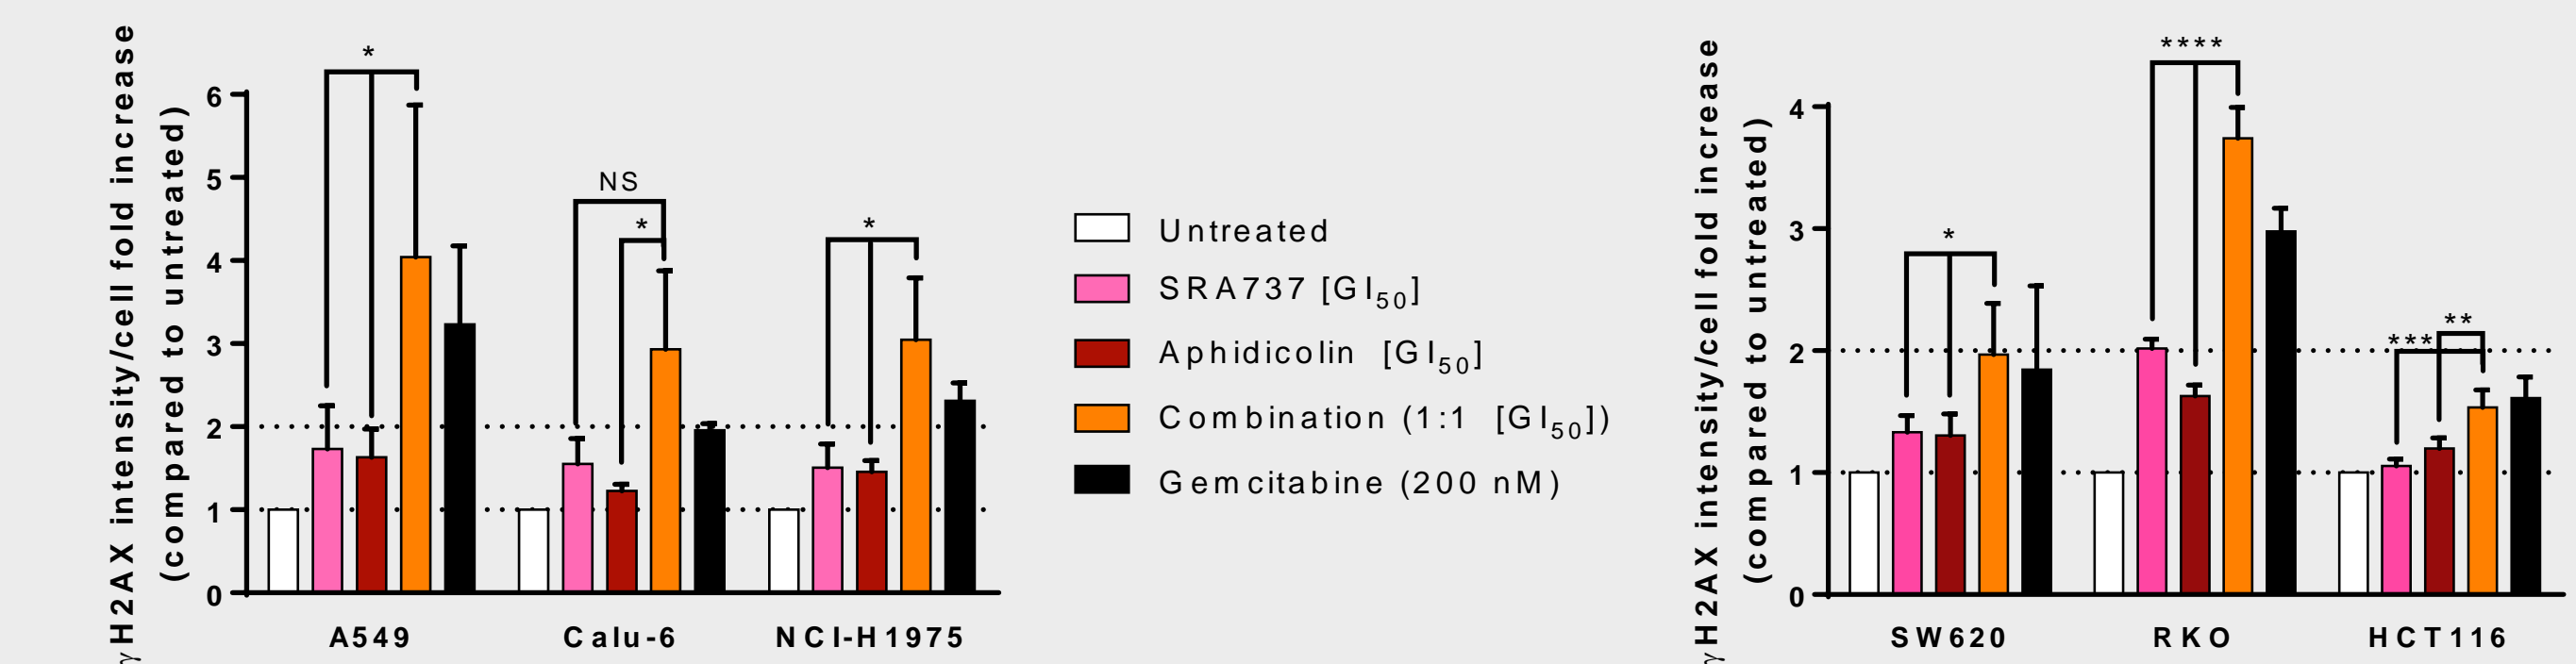 γH2AX intensity/cell fold increase
(compared to untreated)
6
5
4
3
2
1
0
*
NS
*
*
A549
Calu-6
NCI-H1975
Untreated
SRA737 [GI50]
Aphidicolin [GI50]
Combination (1:1 [GI50])
Gemcitabine (200 nM)
γH2AX intensity/cell fold increase
(compared to untreated)
4
3
2
1
0
*
****
***
**
SW620
RKO
HCT116